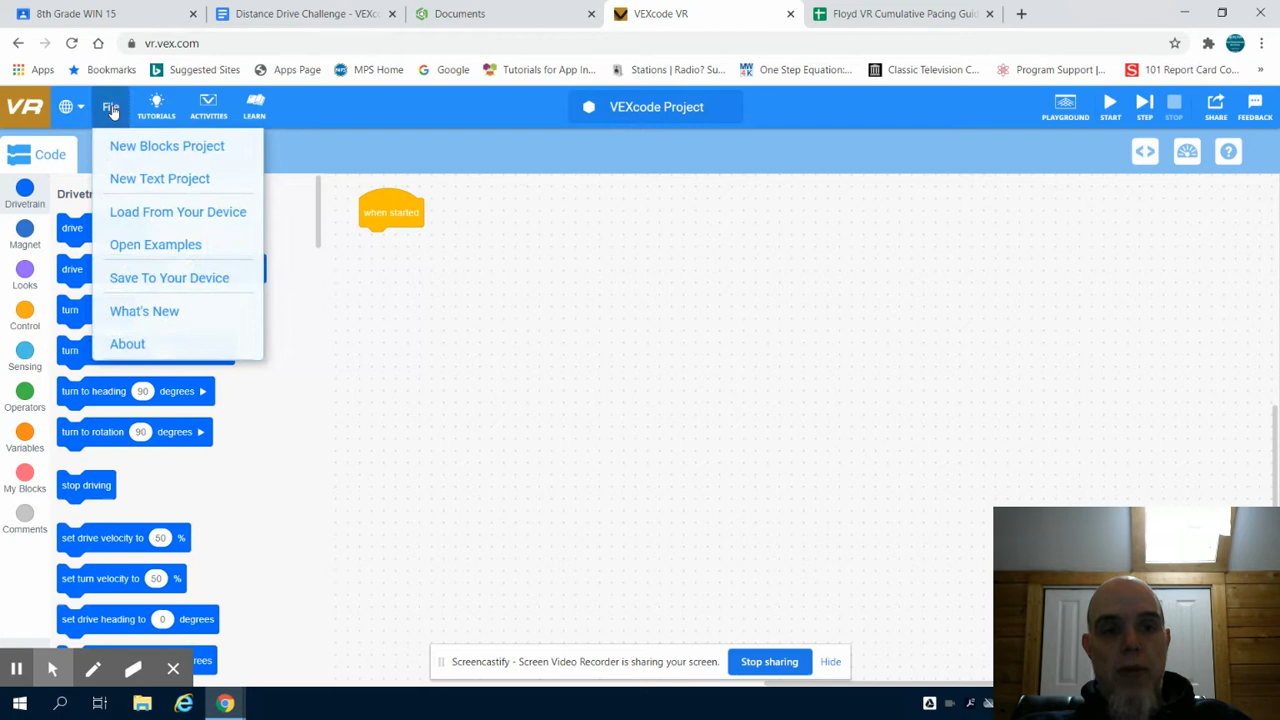 8th Grade WIN 15
Distance Drive Challenge - VEXcc
Documents
VEXcode VR
Floyd VR Cumulative Pacing Guid
vr.vex.com
Apps
Bookmarks
Suggested Sites
Apps Page
MPS Home
Google
Tutorials for App In...
Stations | Radio? Su...
One Step Equation:...
Classic Television C...
Program Support |...
101 Report Card Co...
VR
File
TUTORIALS
ACTIVITIES
LEARN
VEXcode Project
PLAYGROUND
START
STEP
STOP
SHARE
FEEDBACK
New Blocks Project
New Text Project
Load From Your Device
Open Examples
Save To Your Device
What's New
About
Code
Drivetrain
Magnet
Looks
Control
Sensing
Operators
Variables
My Blocks
Comments
drive
drive
turn
turn
turn to heading 90 degrees
turn to rotation 90 degrees
stop driving
set drive velocity to 50 %
set turn velocity to 50 %
set drive heading to 0 degrees
when started
Screencastify - Screen Video Recorder is sharing your screen.
Stop sharing
Hide